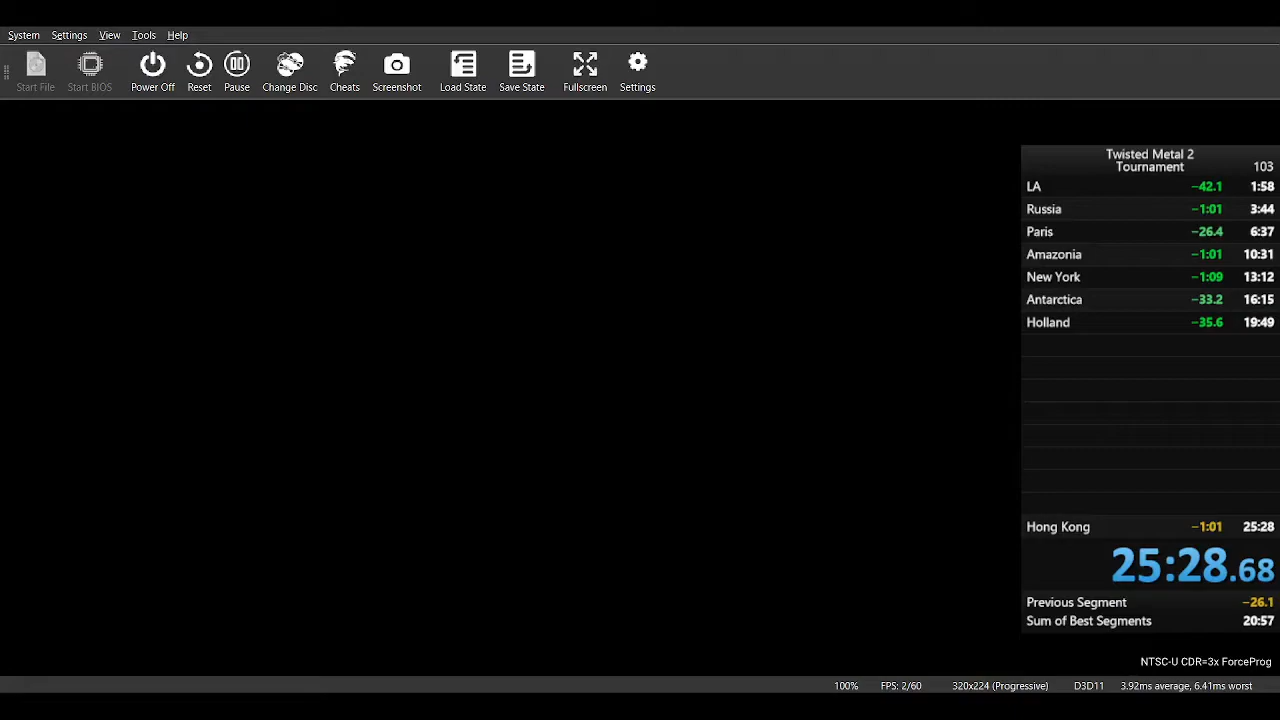 System Settings View Tools Help
Start File Start BIOS Power Off Reset Pause Change Disc Cheats Screenshot Load State Save State Fullscreen Settings
Twisted Metal 2
Tournament 103
LA −42.1 1:58
Russia −1:01 3:44
Paris −26.4 6:37
Amazonia −1:01 10:31
New York −1:09 13:12
Antarctica −33.2 16:15
Holland −35.6 19:49
Hong Kong −1:01 25:28
25:28.68
Previous Segment −26.1
Sum of Best Segments 20:57
NTSC-U CDR=3x ForceProg
100% FPS: 2/60 320x224 (Progressive) D3D11 3.92ms average, 6.41ms worst